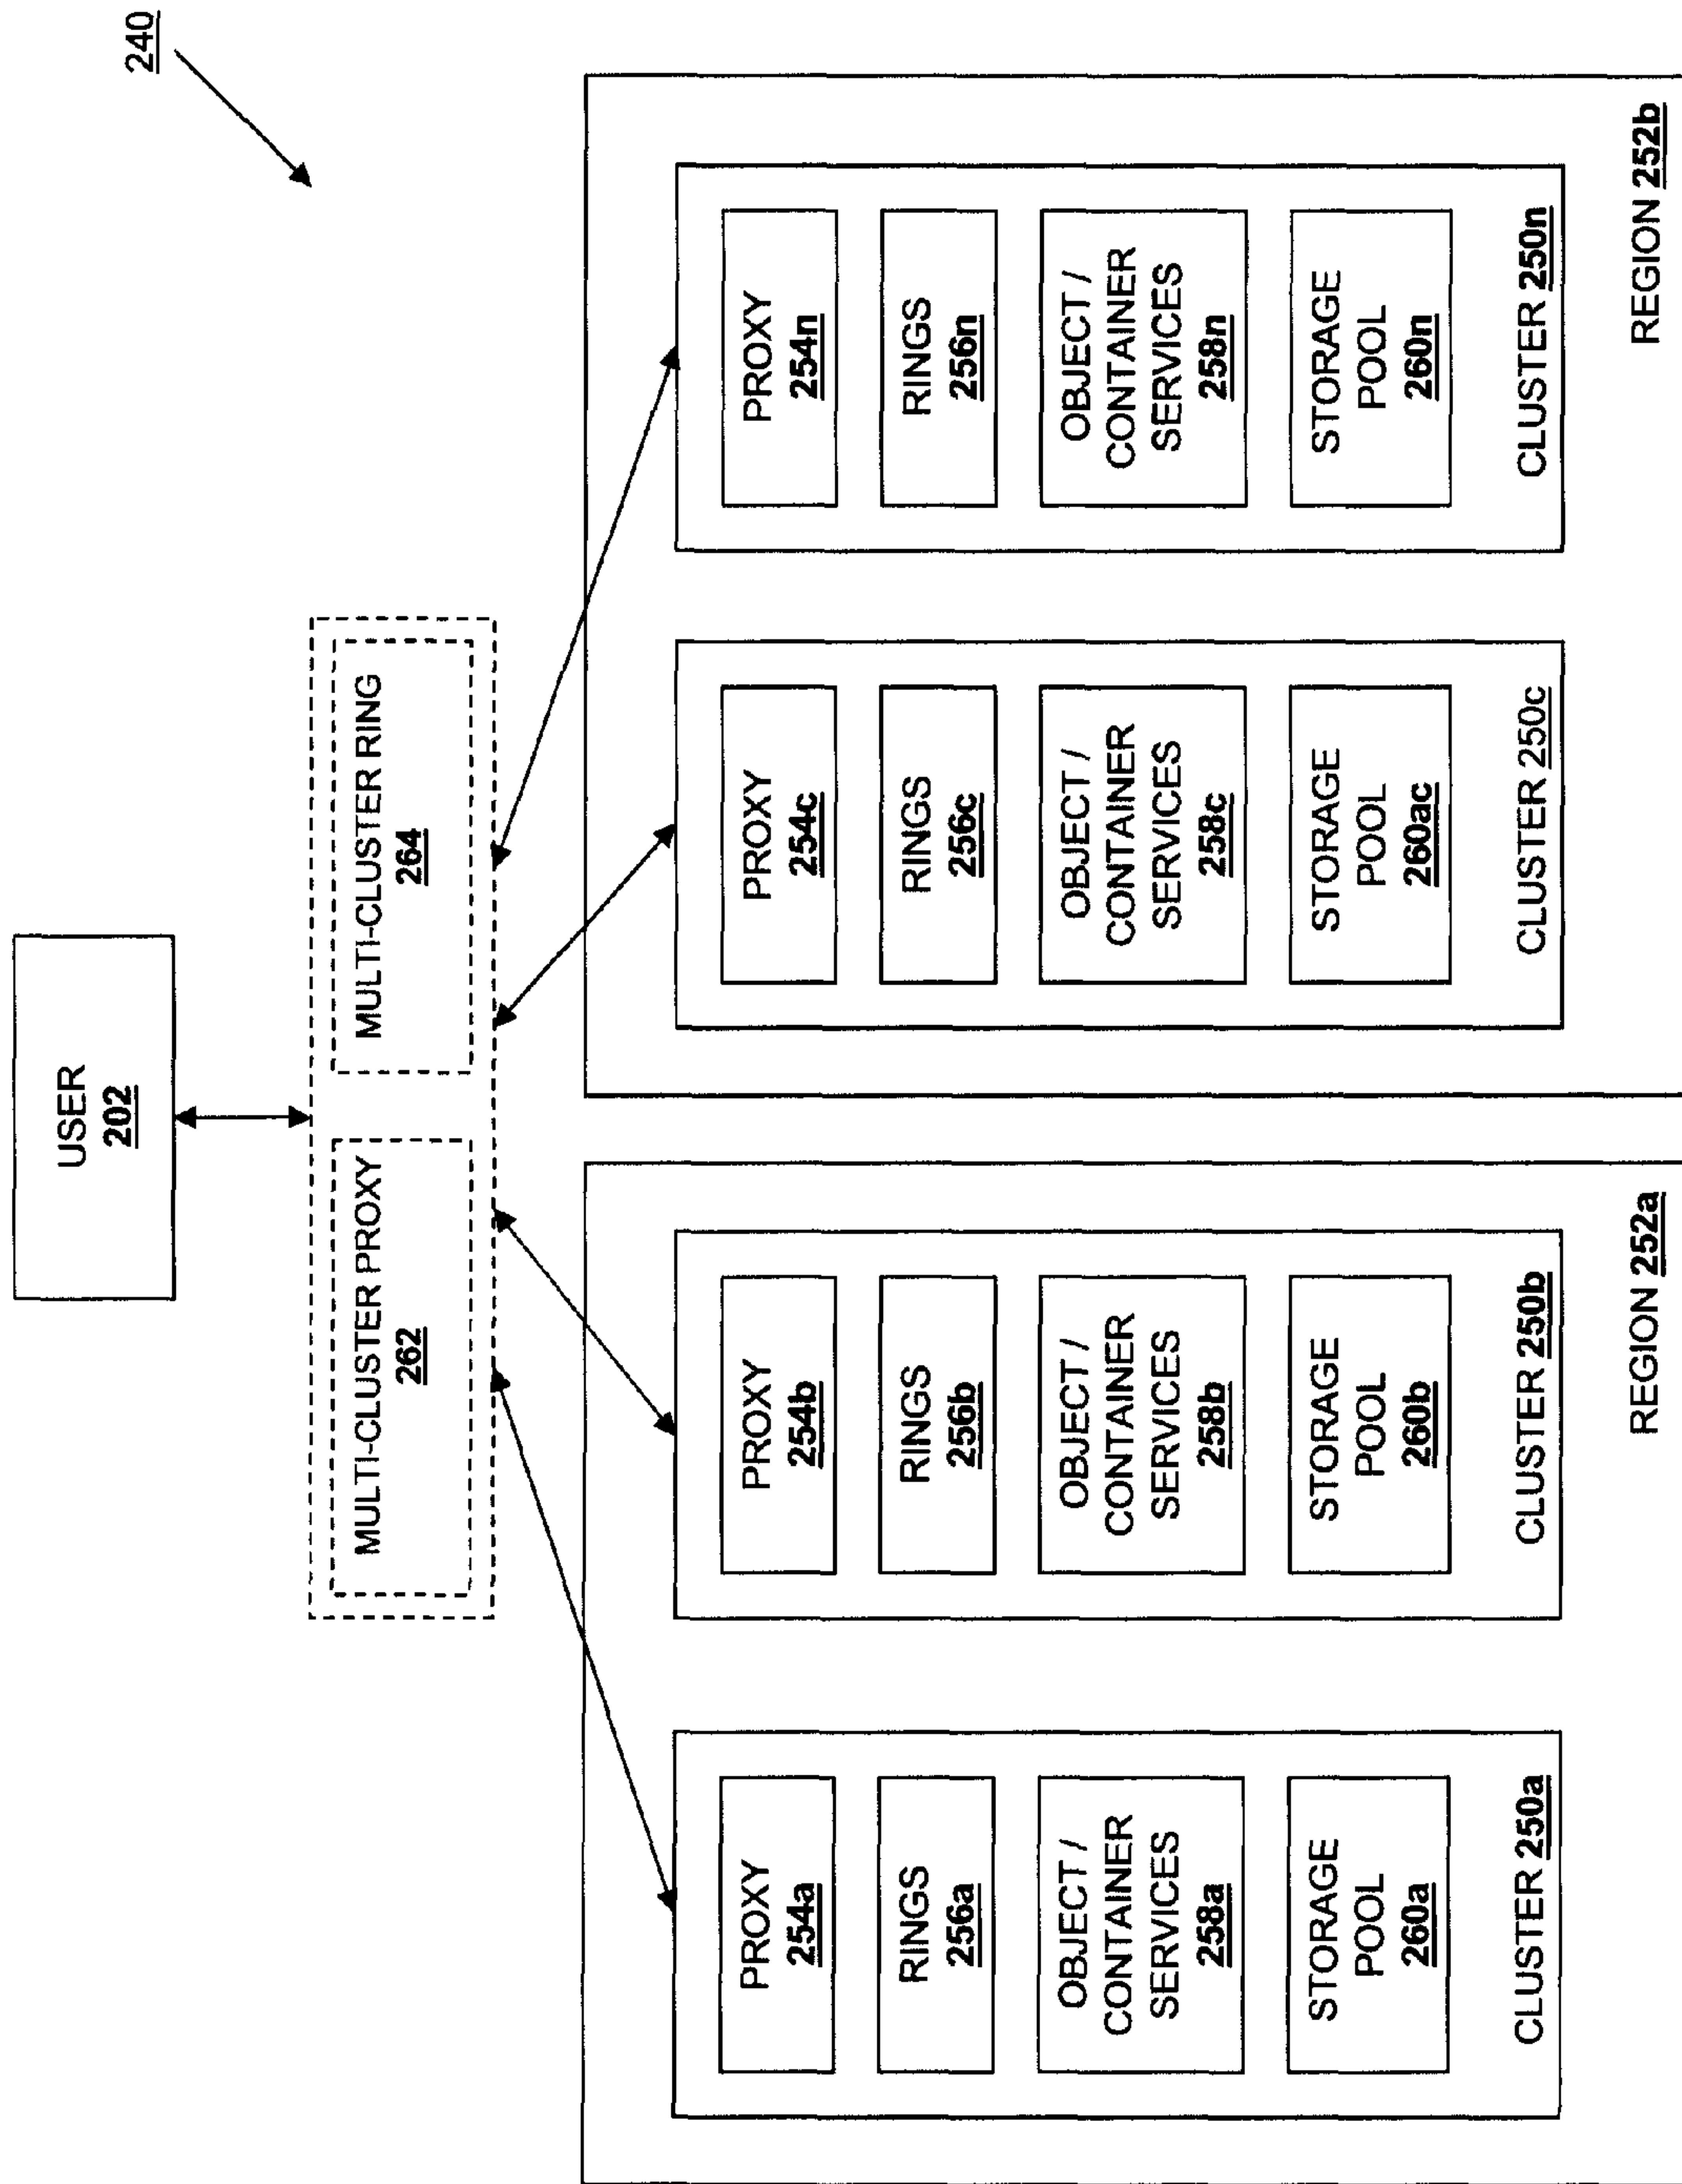 240
USER
202
MULTI-CLUSTER PROXY
262
MULTI-CLUSTER RING
264
PROXY
254a
RINGS
256a
OBJECT /
CONTAINER
SERVICES
258a
STORAGE
POOL
260a
CLUSTER 250a
PROXY
254b
RINGS
256b
OBJECT /
CONTAINER
SERVICES
258b
STORAGE
POOL
260b
CLUSTER 250b
REGION 252a
PROXY
254c
RINGS
256c
OBJECT /
CONTAINER
SERVICES
258c
STORAGE
POOL
260ac
CLUSTER 250c
PROXY
254n
RINGS
256n
OBJECT /
CONTAINER
SERVICES
258n
STORAGE
POOL
260n
CLUSTER 250n
REGION 252b